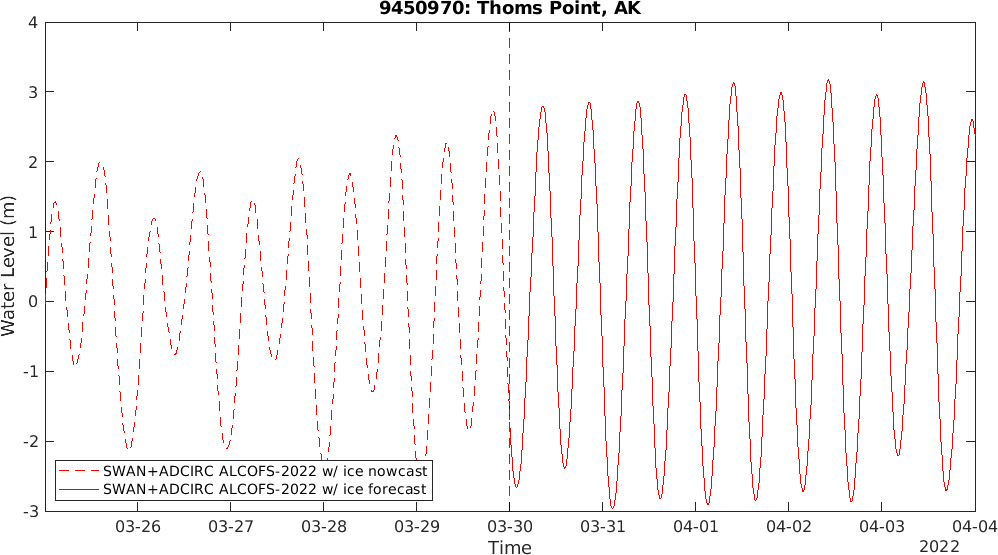 9450970: Thoms Point, AK
Water Level (m)
4
3
2
1
0
-1
-2
-3
SWAN+ADCIRC ALCOFS-2022 w/ ice nowcast
SWAN+ADCIRC ALCOFS-2022 w/ ice forecast
03-26 03-27 03-28 03-29 03-30 03-31 04-01 04-02 04-03 04-04
Time
2022